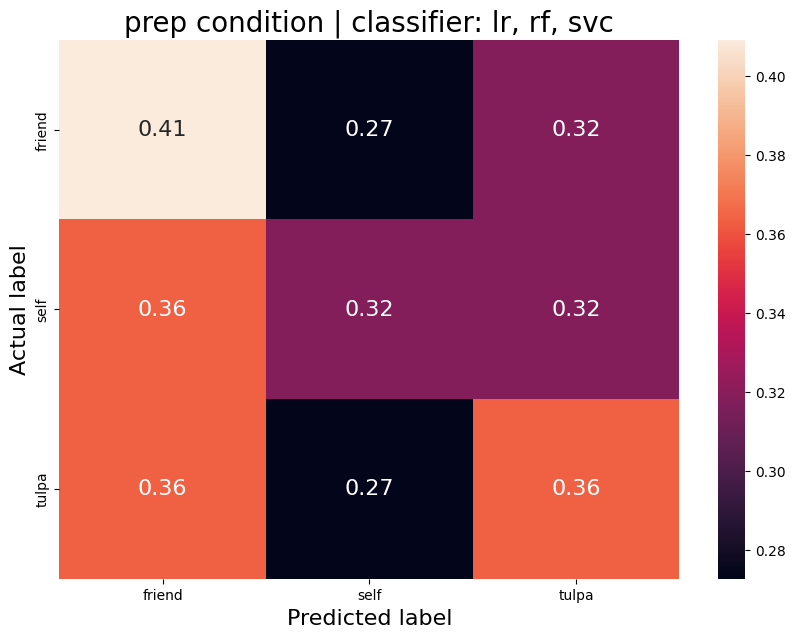 prep condition | classifier: lr, rf, svc
Actual label
friend
0.41 0.27 0.32
self
0.36 0.32 0.32
tulpa
0.36 0.27 0.36
friend self tulpa
Predicted label
0.40
0.38
0.36
0.34
0.32
0.30
0.28